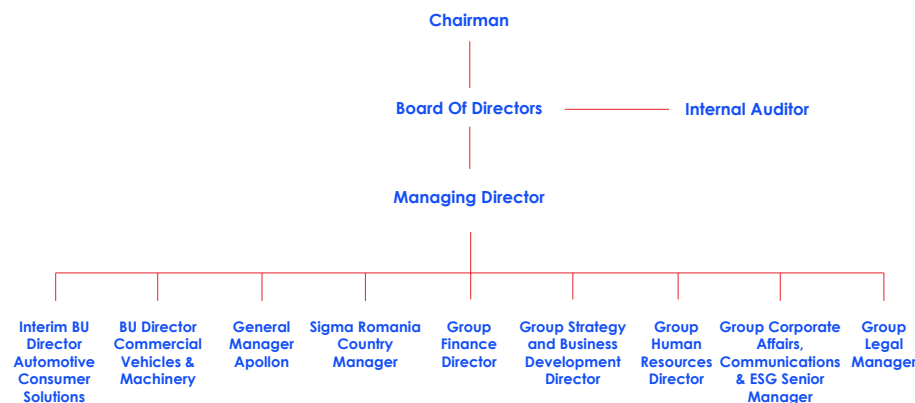 Chairman
Board Of Directors
Internal Auditor
Managing Director
Interim BU
Director
Automotive
Consumer
Solutions
BU Director
Commercial
Vehicles &
Machinery
General
Manager
Apollon
Sigma Romania
Country
Manager
Group
Finance
Director
Group Strategy
and Business
Development
Director
Group
Human
Resources
Director
Group Corporate
Affairs,
Communications
& ESG Senior
Manager
Group
Legal
Manager